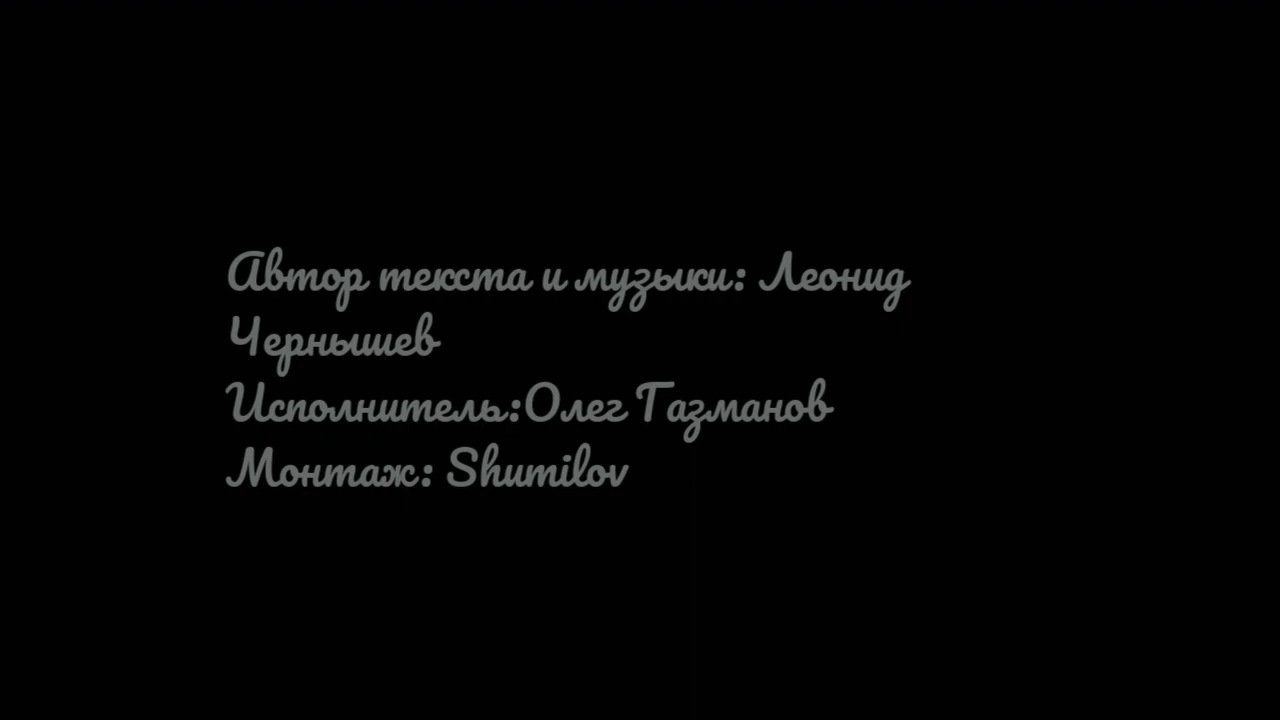 Автор текста и музыки: Леонид
Чернышев
Исполнитель:Олег Газманов
Монтаж: Shumilov